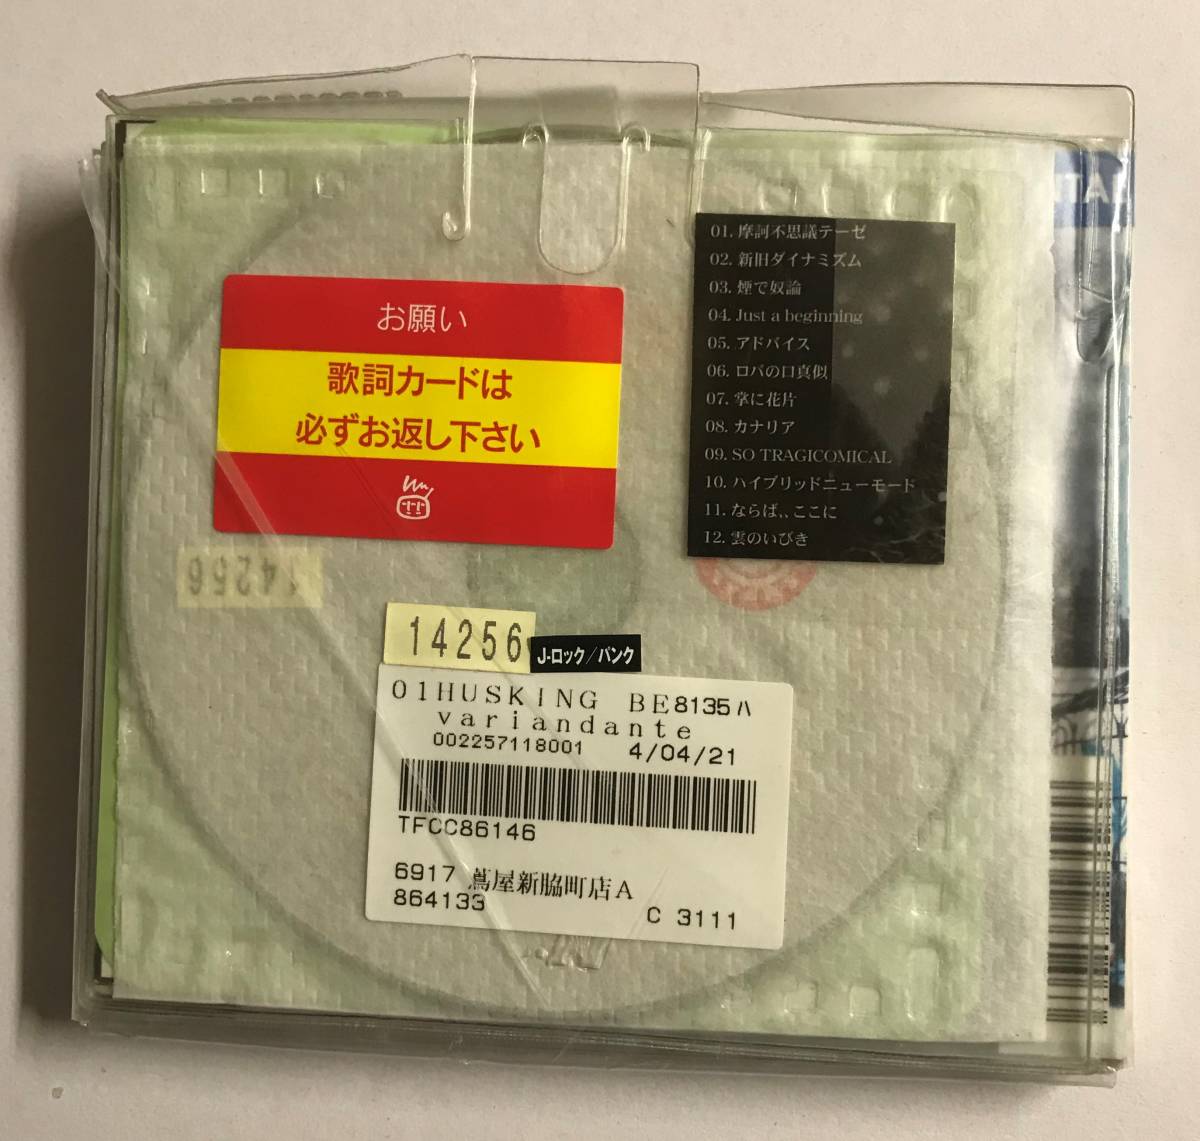 お願い
歌詞カードは
必ずお返し下さい
01. 摩訶不思議テーゼ
02. 新旧ダイナミズム
03. 煙で奴論
04. Just a beginning
05. アドバイス
06. ロバの口真似
07. 掌に花片
08. カナリア
09. SO TRAGICOMICAL
10. ハイブリッドニューモード
11. ならば、、ここに
12. 雲のいびき
14256
14256
J-ロック／パンク
01HUSKING BE8135ハ
variandante
002257118001 4/04/21
TFCC86146
6917 蔦屋新脇町店A
864133 C 3111